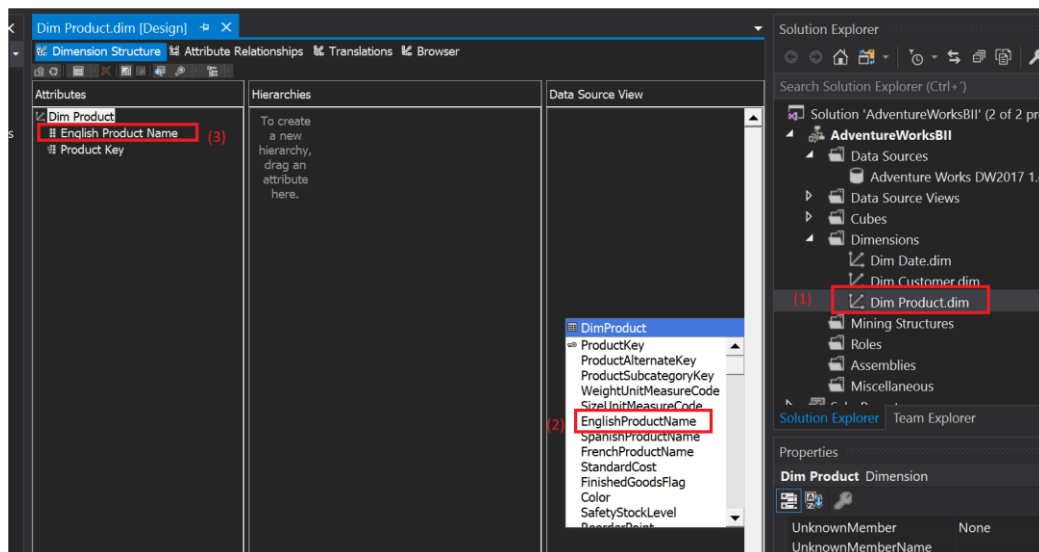 Dim Product.dim [Design]
Dimension Structure Attribute Relationships Translations Browser
Attributes
Dim Product
English Product Name
(3)
Product Key
Hierarchies
To create
a new
hierarchy,
drag an
attribute
here.
Data Source View
DimProduct
ProductKey
ProductAlternateKey
ProductSubcategoryKey
WeightUnitMeasureCode
SizeUnitMeasureCode
(2)
EnglishProductName
SpanishProductName
FrenchProductName
StandardCost
FinishedGoodsFlag
Color
SafetyStockLevel
ReorderPoint
Solution Explorer
Search Solution Explorer (Ctrl+¨)
Solution 'AdventureWorksBII' (2 of 2 pr
AdventureWorksBII
Data Sources
Adventure Works DW2017 1.
Data Source Views
Cubes
Dimensions
Dim Date.dim
Dim Customer.dim
(1)
Dim Product.dim
Mining Structures
Roles
Assemblies
Miscellaneous
Solution Explorer Team Explorer
Properties
Dim Product Dimension
UnknownMember None
UnknownMemberName